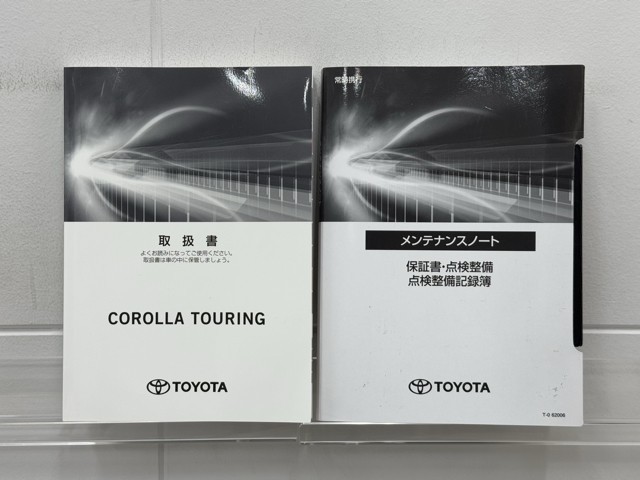 取扱書
よくお読みになってご使用ください。
取扱書は車の中に保管しましょう。
COROLLA TOURING
TOYOTA
常時携行
メンテナンスノート
保証書・点検整備
点検整備記録簿
TOYOTA
T-0 62006